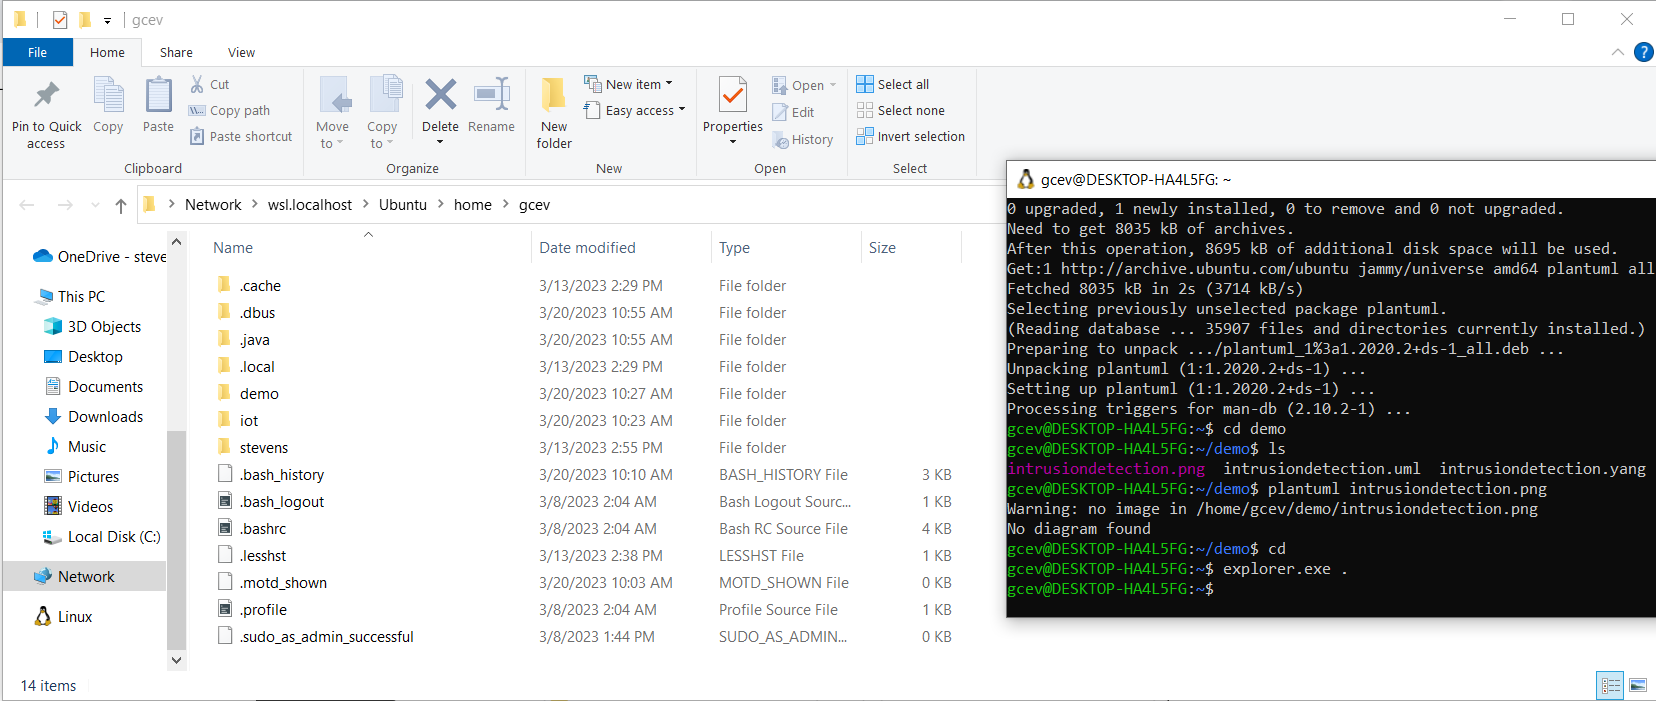 gcev
File Home Share View
Pin to Quick access
Copy
Paste
Cut
Copy path
Paste shortcut
Clipboard
Move to
Copy to
Delete
Rename
Organize
New folder
New item
Easy access
New
Properties
Open
Edit
History
Open
Select all
Select none
Invert selection
Select
Network > wsl.localhost > Ubuntu > home > gcev
OneDrive - steve
This PC
3D Objects
Desktop
Documents
Downloads
Music
Pictures
Videos
Local Disk (C:)
Network
Linux
Name Date modified Type Size
.cache 3/13/2023 2:29 PM File folder
.dbus 3/20/2023 10:55 AM File folder
.java 3/20/2023 10:55 AM File folder
.local 3/13/2023 2:29 PM File folder
demo 3/20/2023 10:27 AM File folder
iot 3/20/2023 10:23 AM File folder
stevens 3/13/2023 2:55 PM File folder
.bash_history 3/20/2023 10:10 AM BASH_HISTORY File 3 KB
.bash_logout 3/8/2023 2:04 AM Bash Logout Sourc... 1 KB
.bashrc 3/8/2023 2:04 AM Bash RC Source File 4 KB
.lesshst 3/13/2023 2:38 PM LESSHST File 1 KB
.motd_shown 3/20/2023 10:03 AM MOTD_SHOWN File 0 KB
.profile 3/8/2023 2:04 AM Profile Source File 1 KB
.sudo_as_admin_successful 3/8/2023 1:44 PM SUDO_AS_ADMIN... 0 KB
14 items
gcev@DESKTOP-HA4L5FG: ~
0 upgraded, 1 newly installed, 0 to remove and 0 not upgraded.
Need to get 8035 kB of archives.
After this operation, 8695 kB of additional disk space will be used.
Get:1 http://archive.ubuntu.com/ubuntu jammy/universe amd64 plantuml all
Fetched 8035 kB in 2s (3714 kB/s)
Selecting previously unselected package plantuml.
(Reading database ... 35907 files and directories currently installed.)
Preparing to unpack .../plantuml_1%3a1.2020.2+ds-1_all.deb ...
Unpacking plantuml (1:1.2020.2+ds-1) ...
Setting up plantuml (1:1.2020.2+ds-1) ...
Processing triggers for man-db (2.10.2-1) ...
gcev@DESKTOP-HA4L5FG:~$ cd demo
gcev@DESKTOP-HA4L5FG:~/demo$ ls
intrusiondetection.png intrusiondetection.uml intrusiondetection.yang
gcev@DESKTOP-HA4L5FG:~/demo$ plantuml intrusiondetection.png
Warning: no image in /home/gcev/demo/intrusiondetection.png
No diagram found
gcev@DESKTOP-HA4L5FG:~/demo$ cd
gcev@DESKTOP-HA4L5FG:~$ explorer.exe .
gcev@DESKTOP-HA4L5FG:~$